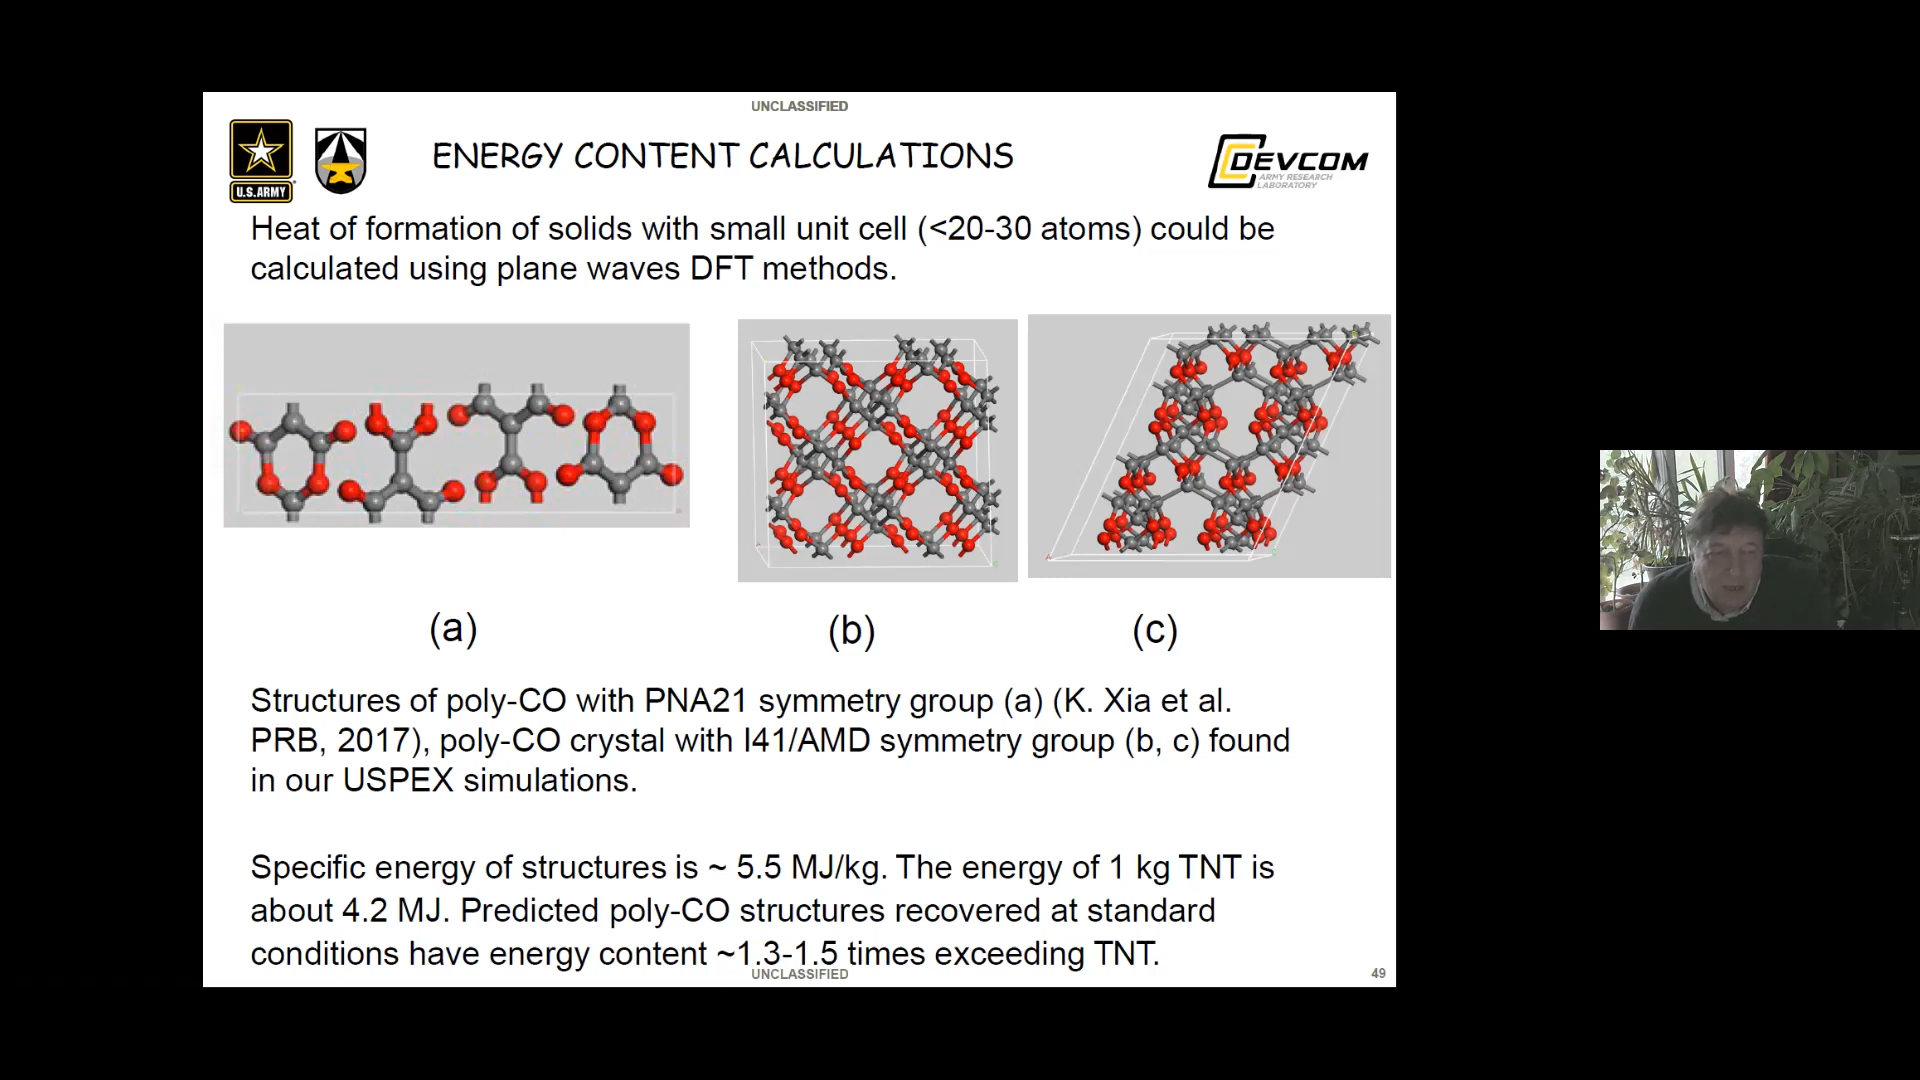 UNCLASSIFIED
U.S.ARMY
ENERGY CONTENT CALCULATIONS
DEVCOM
ARMY RESEARCH
LABORATORY
Heat of formation of solids with small unit cell (<20-30 atoms) could be
calculated using plane waves DFT methods.
(a)
(b)
(c)
Structures of poly-CO with PNA21 symmetry group (a) (K. Xia et al.
PRB, 2017), poly-CO crystal with I41/AMD symmetry group (b, c) found
in our USPEX simulations.
Specific energy of structures is ~ 5.5 MJ/kg. The energy of 1 kg TNT is
about 4.2 MJ. Predicted poly-CO structures recovered at standard
conditions have energy content ~1.3-1.5 times exceeding TNT.
UNCLASSIFIED
49